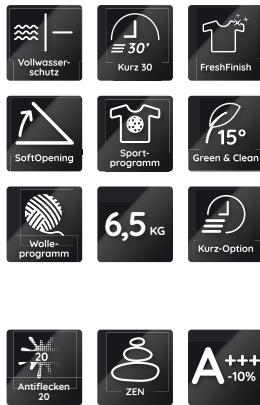 Vollwasser-
schutz
30'
Kurz 30
FreshFinish
SoftOpening
Sport-
programm
15°
Green & Clean
Wolle-
programm
6,5 KG
Kurz-Option
20
Antiflecken
20
ZEN
A+++
-10%